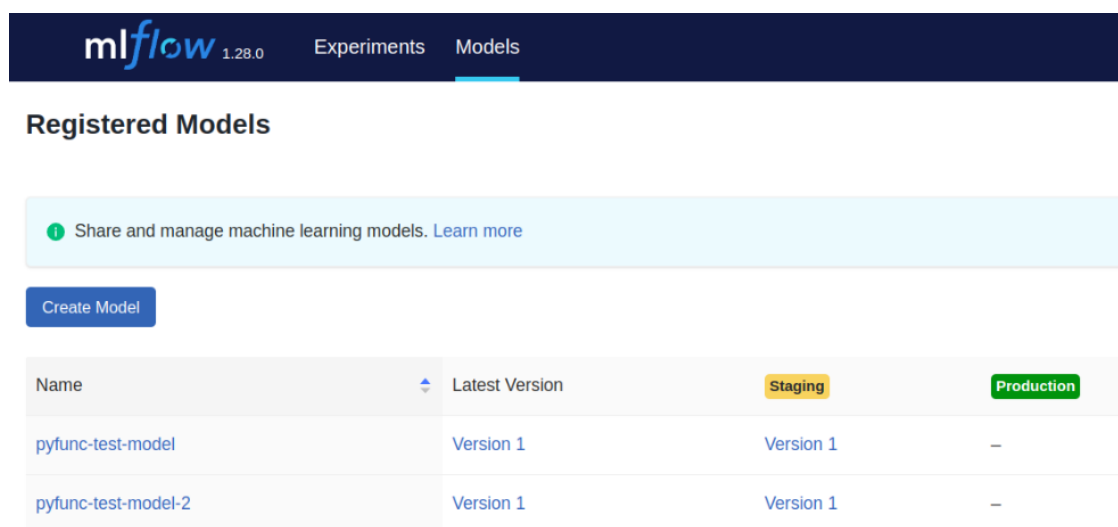 mlflow 1.28.0 Experiments Models
Registered Models
Share and manage machine learning models. Learn more
Create Model
Name Latest Version Staging Production
pyfunc-test-model Version 1 Version 1 –
pyfunc-test-model-2 Version 1 Version 1 –